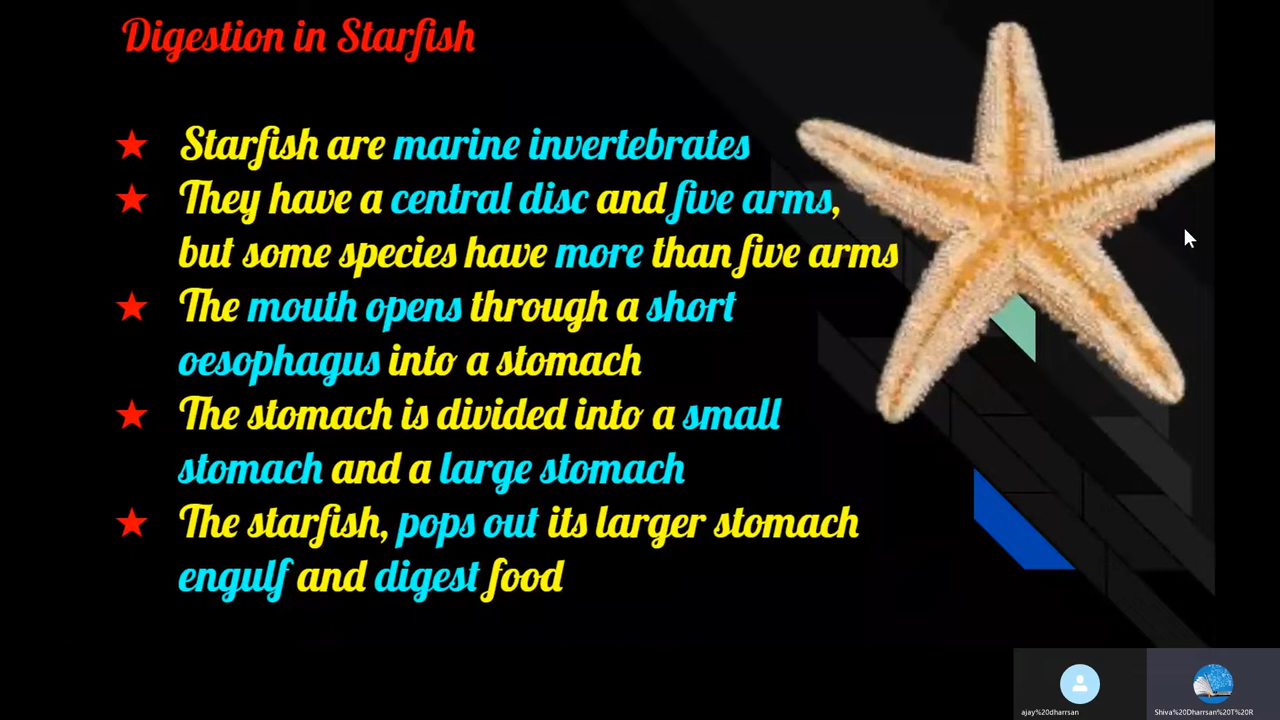 Digestion in Starfish
Starfish are marine invertebrates
They have a central disc and five arms,
but some species have more than five arms
The mouth opens through a short
oesophagus into a stomach
The stomach is divided into a small
stomach and a large stomach
The starfish, pops out its larger stomach
engulf and digest food
ajay%20dharrsan
Shiva%20Dharrsan%20T%20R